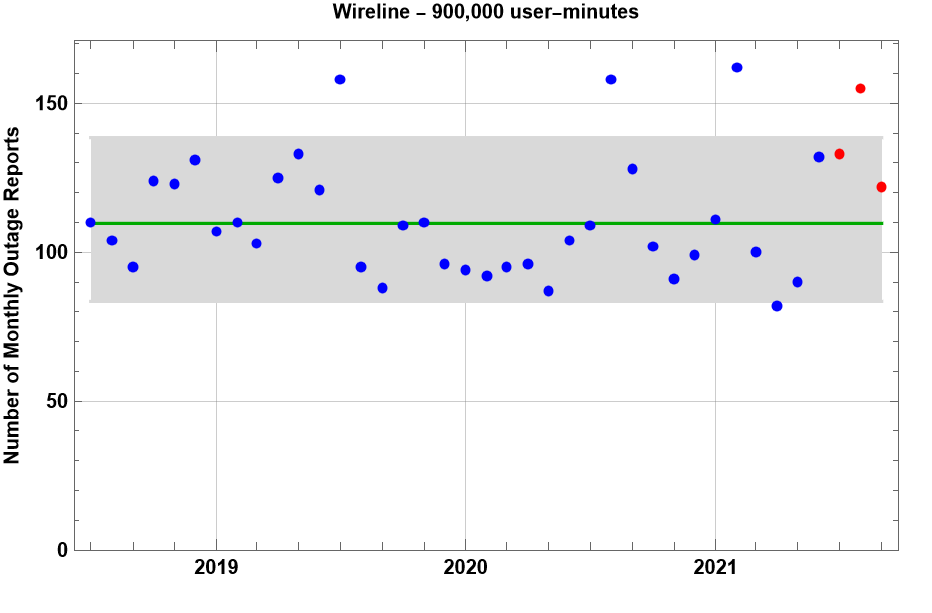 Wireline – 900,000 user–minutes
Number of Monthly Outage Reports
150
100
50
0
2019 2020 2021